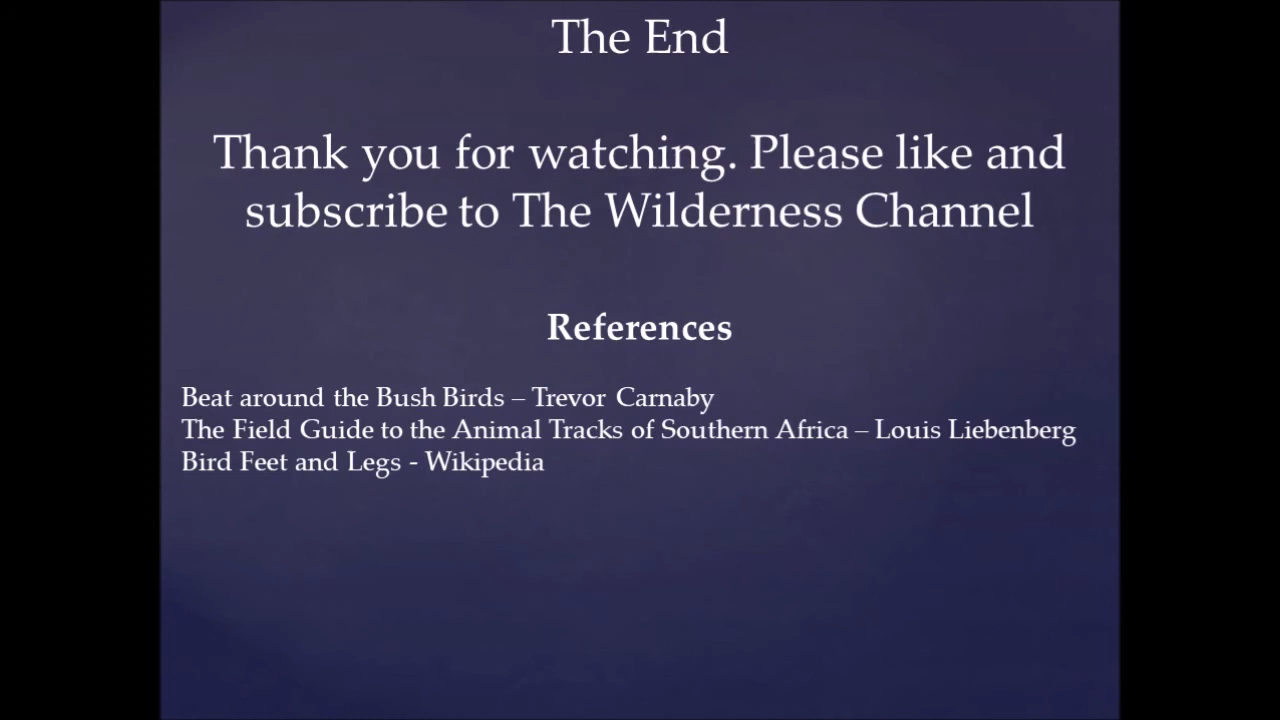 The End
Thank you for watching. Please like and
subscribe to The Wilderness Channel
References
Beat around the Bush Birds – Trevor Carnaby
The Field Guide to the Animal Tracks of Southern Africa – Louis Liebenberg
Bird Feet and Legs - Wikipedia